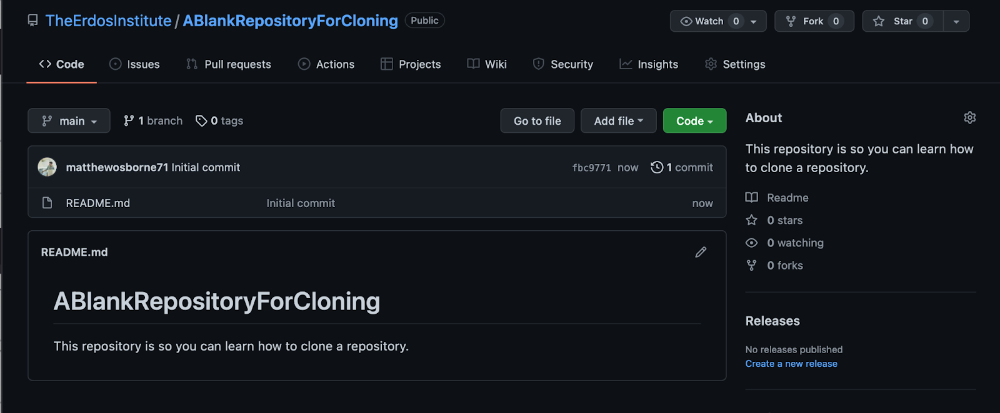 TheErdosInstitute / ABlankRepositoryForCloning Public Watch 0 Fork 0 Star 0
<> Code Issues Pull requests Actions Projects Wiki Security Insights Settings
main 1 branch 0 tags Go to file Add file Code
matthewosborne71 Initial commit fbc9771 now 1 commit
README.md Initial commit now
README.md
ABlankRepositoryForCloning
This repository is so you can learn how to clone a repository.
About
This repository is so you can learn how
to clone a repository.
Readme
0 stars
0 watching
0 forks
Releases
No releases published
Create a new release